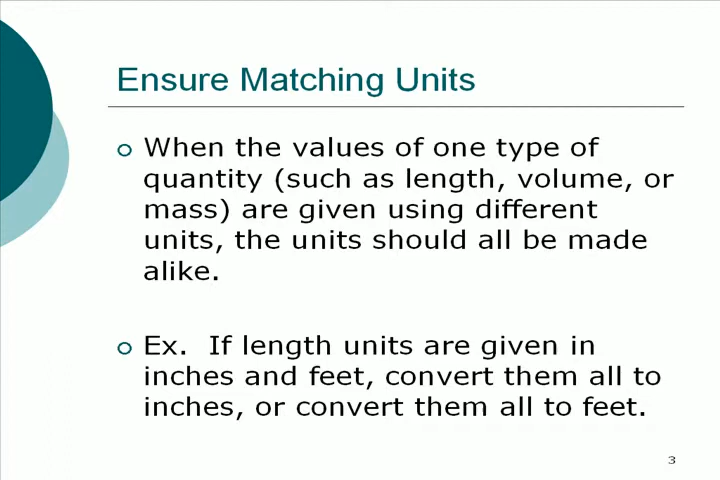 Ensure Matching Units
When the values of one type of
quantity (such as length, volume, or
mass) are given using different
units, the units should all be made
alike.
Ex. If length units are given in
inches and feet, convert them all to
inches, or convert them all to feet.
3